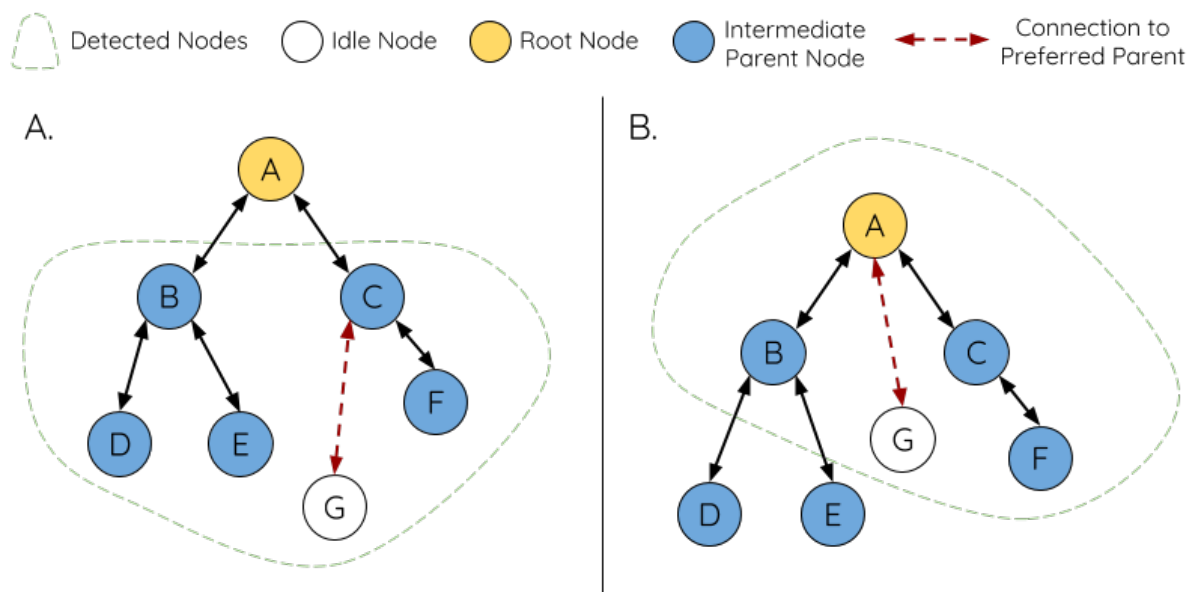 Detected Nodes
Idle Node
Root Node
Intermediate
Parent Node
Connection to
Preferred Parent
A.
A
B
C
D
E
F
G
B.
A
B
C
G
F
D
E